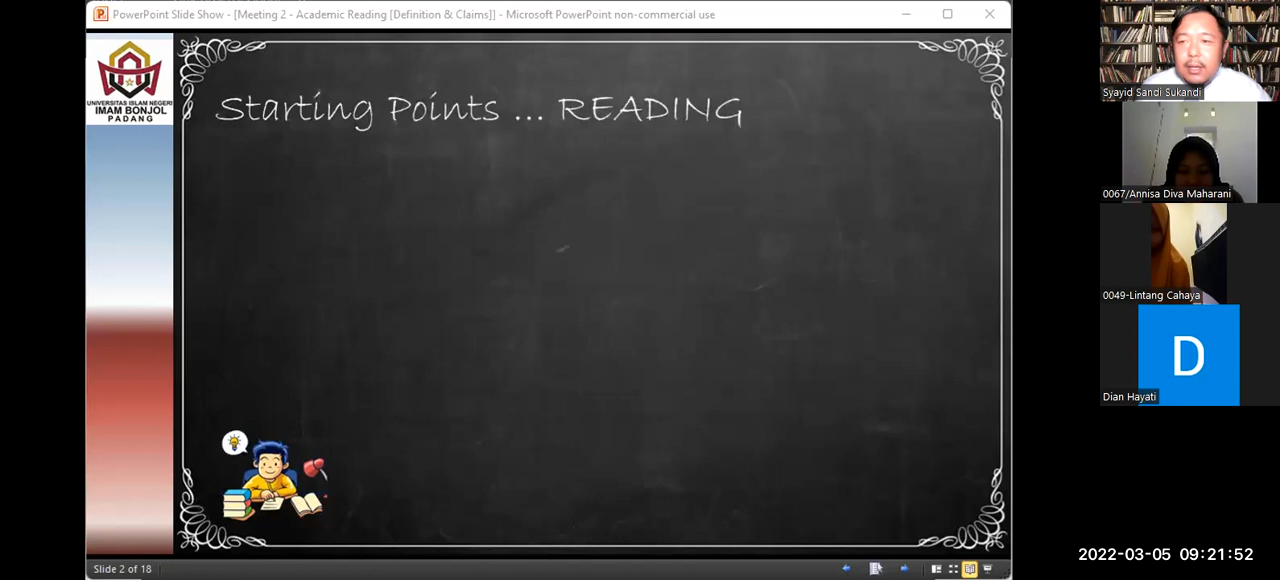 PowerPoint Slide Show - [Meeting 2 - Academic Reading [Definition & Claims]] - Microsoft PowerPoint non-commercial use
UNIVERSITAS ISLAM NEGERI
IMAM BONJOL
PADANG
Starting Points ... READING
Slide 2 of 18
Syayid Sandi Sukandi
0067/Annisa Diva Maharani
0049-Lintang Cahaya
D
Dian Hayati
2022-03-05 09:21:52